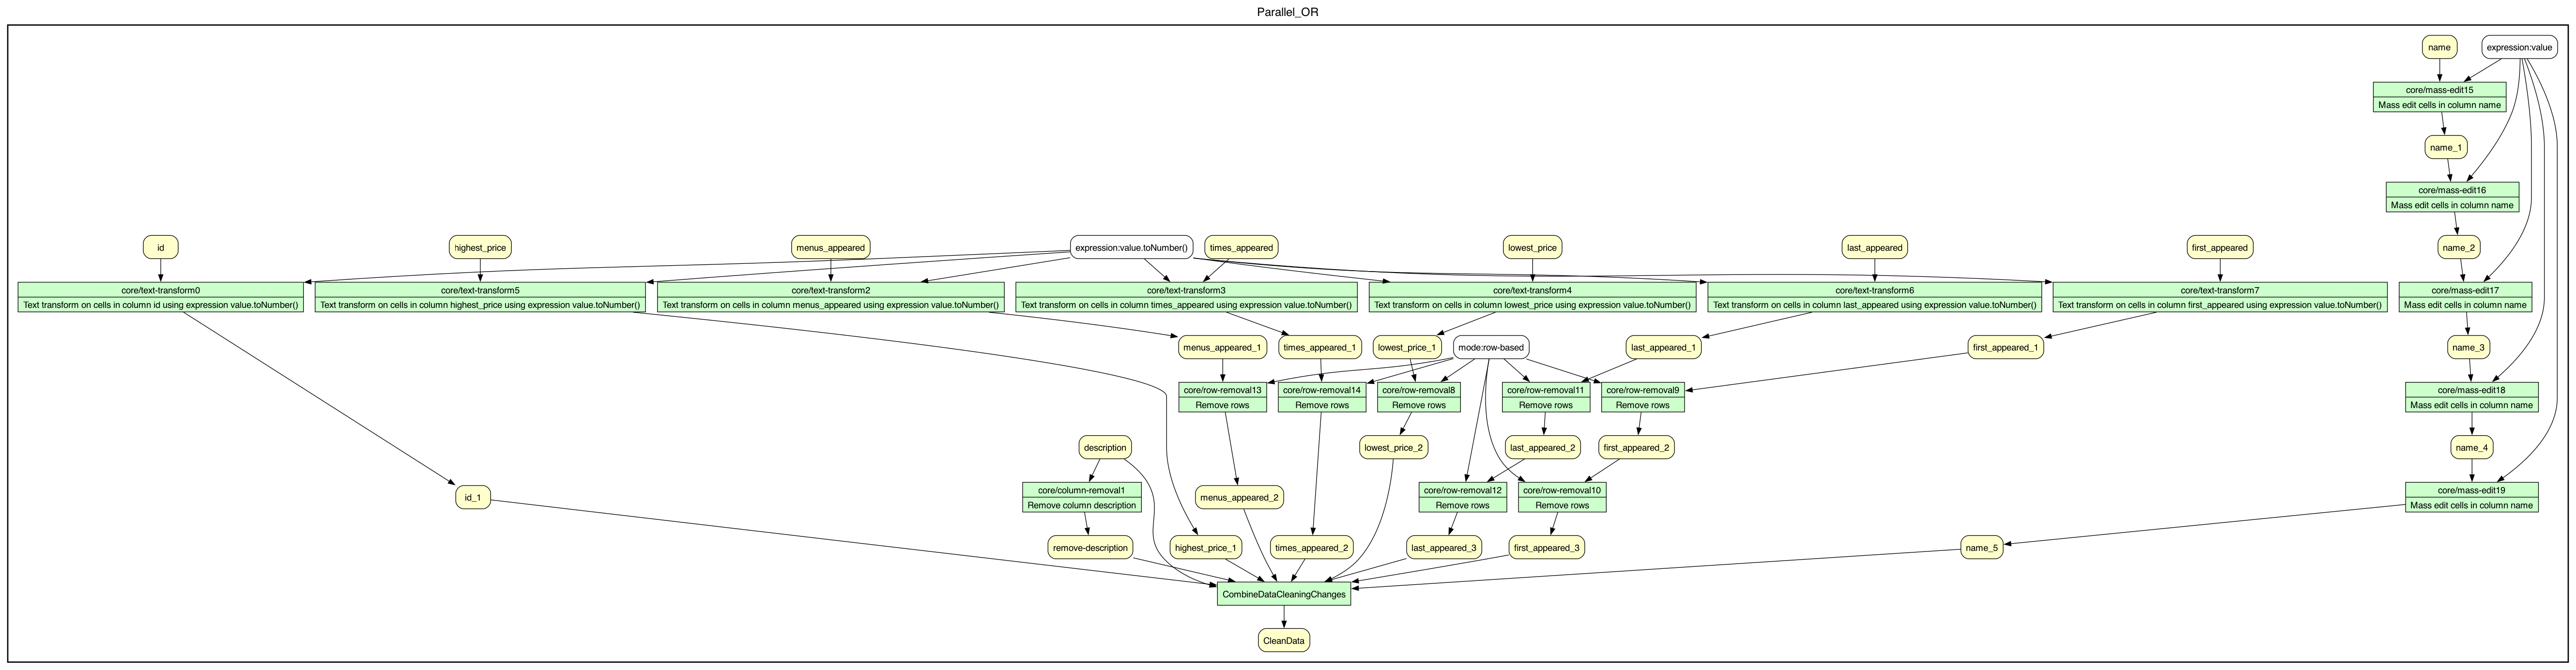 Parallel_OR
name
expression:value
core/mass-edit15
Mass edit cells in column name
name_1
core/mass-edit16
Mass edit cells in column name
id
highest_price
menus_appeared
expression:value.toNumber()
times_appeared
lowest_price
last_appeared
first_appeared
name_2
core/text-transform0
Text transform on cells in column id using expression value.toNumber()
core/text-transform5
Text transform on cells in column highest_price using expression value.toNumber()
core/text-transform2
Text transform on cells in column menus_appeared using expression value.toNumber()
core/text-transform3
Text transform on cells in column times_appeared using expression value.toNumber()
core/text-transform4
Text transform on cells in column lowest_price using expression value.toNumber()
core/text-transform6
Text transform on cells in column last_appeared using expression value.toNumber()
core/text-transform7
Text transform on cells in column first_appeared using expression value.toNumber()
core/mass-edit17
Mass edit cells in column name
menus_appeared_1
times_appeared_1
lowest_price_1
mode:row-based
last_appeared_1
first_appeared_1
name_3
core/row-removal13
Remove rows
core/row-removal14
Remove rows
core/row-removal8
Remove rows
core/row-removal11
Remove rows
core/row-removal9
Remove rows
core/mass-edit18
Mass edit cells in column name
description
lowest_price_2
last_appeared_2
first_appeared_2
name_4
id_1
core/column-removal1
Remove column description
menus_appeared_2
core/row-removal12
Remove rows
core/row-removal10
Remove rows
core/mass-edit19
Mass edit cells in column name
remove-description
highest_price_1
times_appeared_2
last_appeared_3
first_appeared_3
name_5
CombineDataCleaningChanges
CleanData